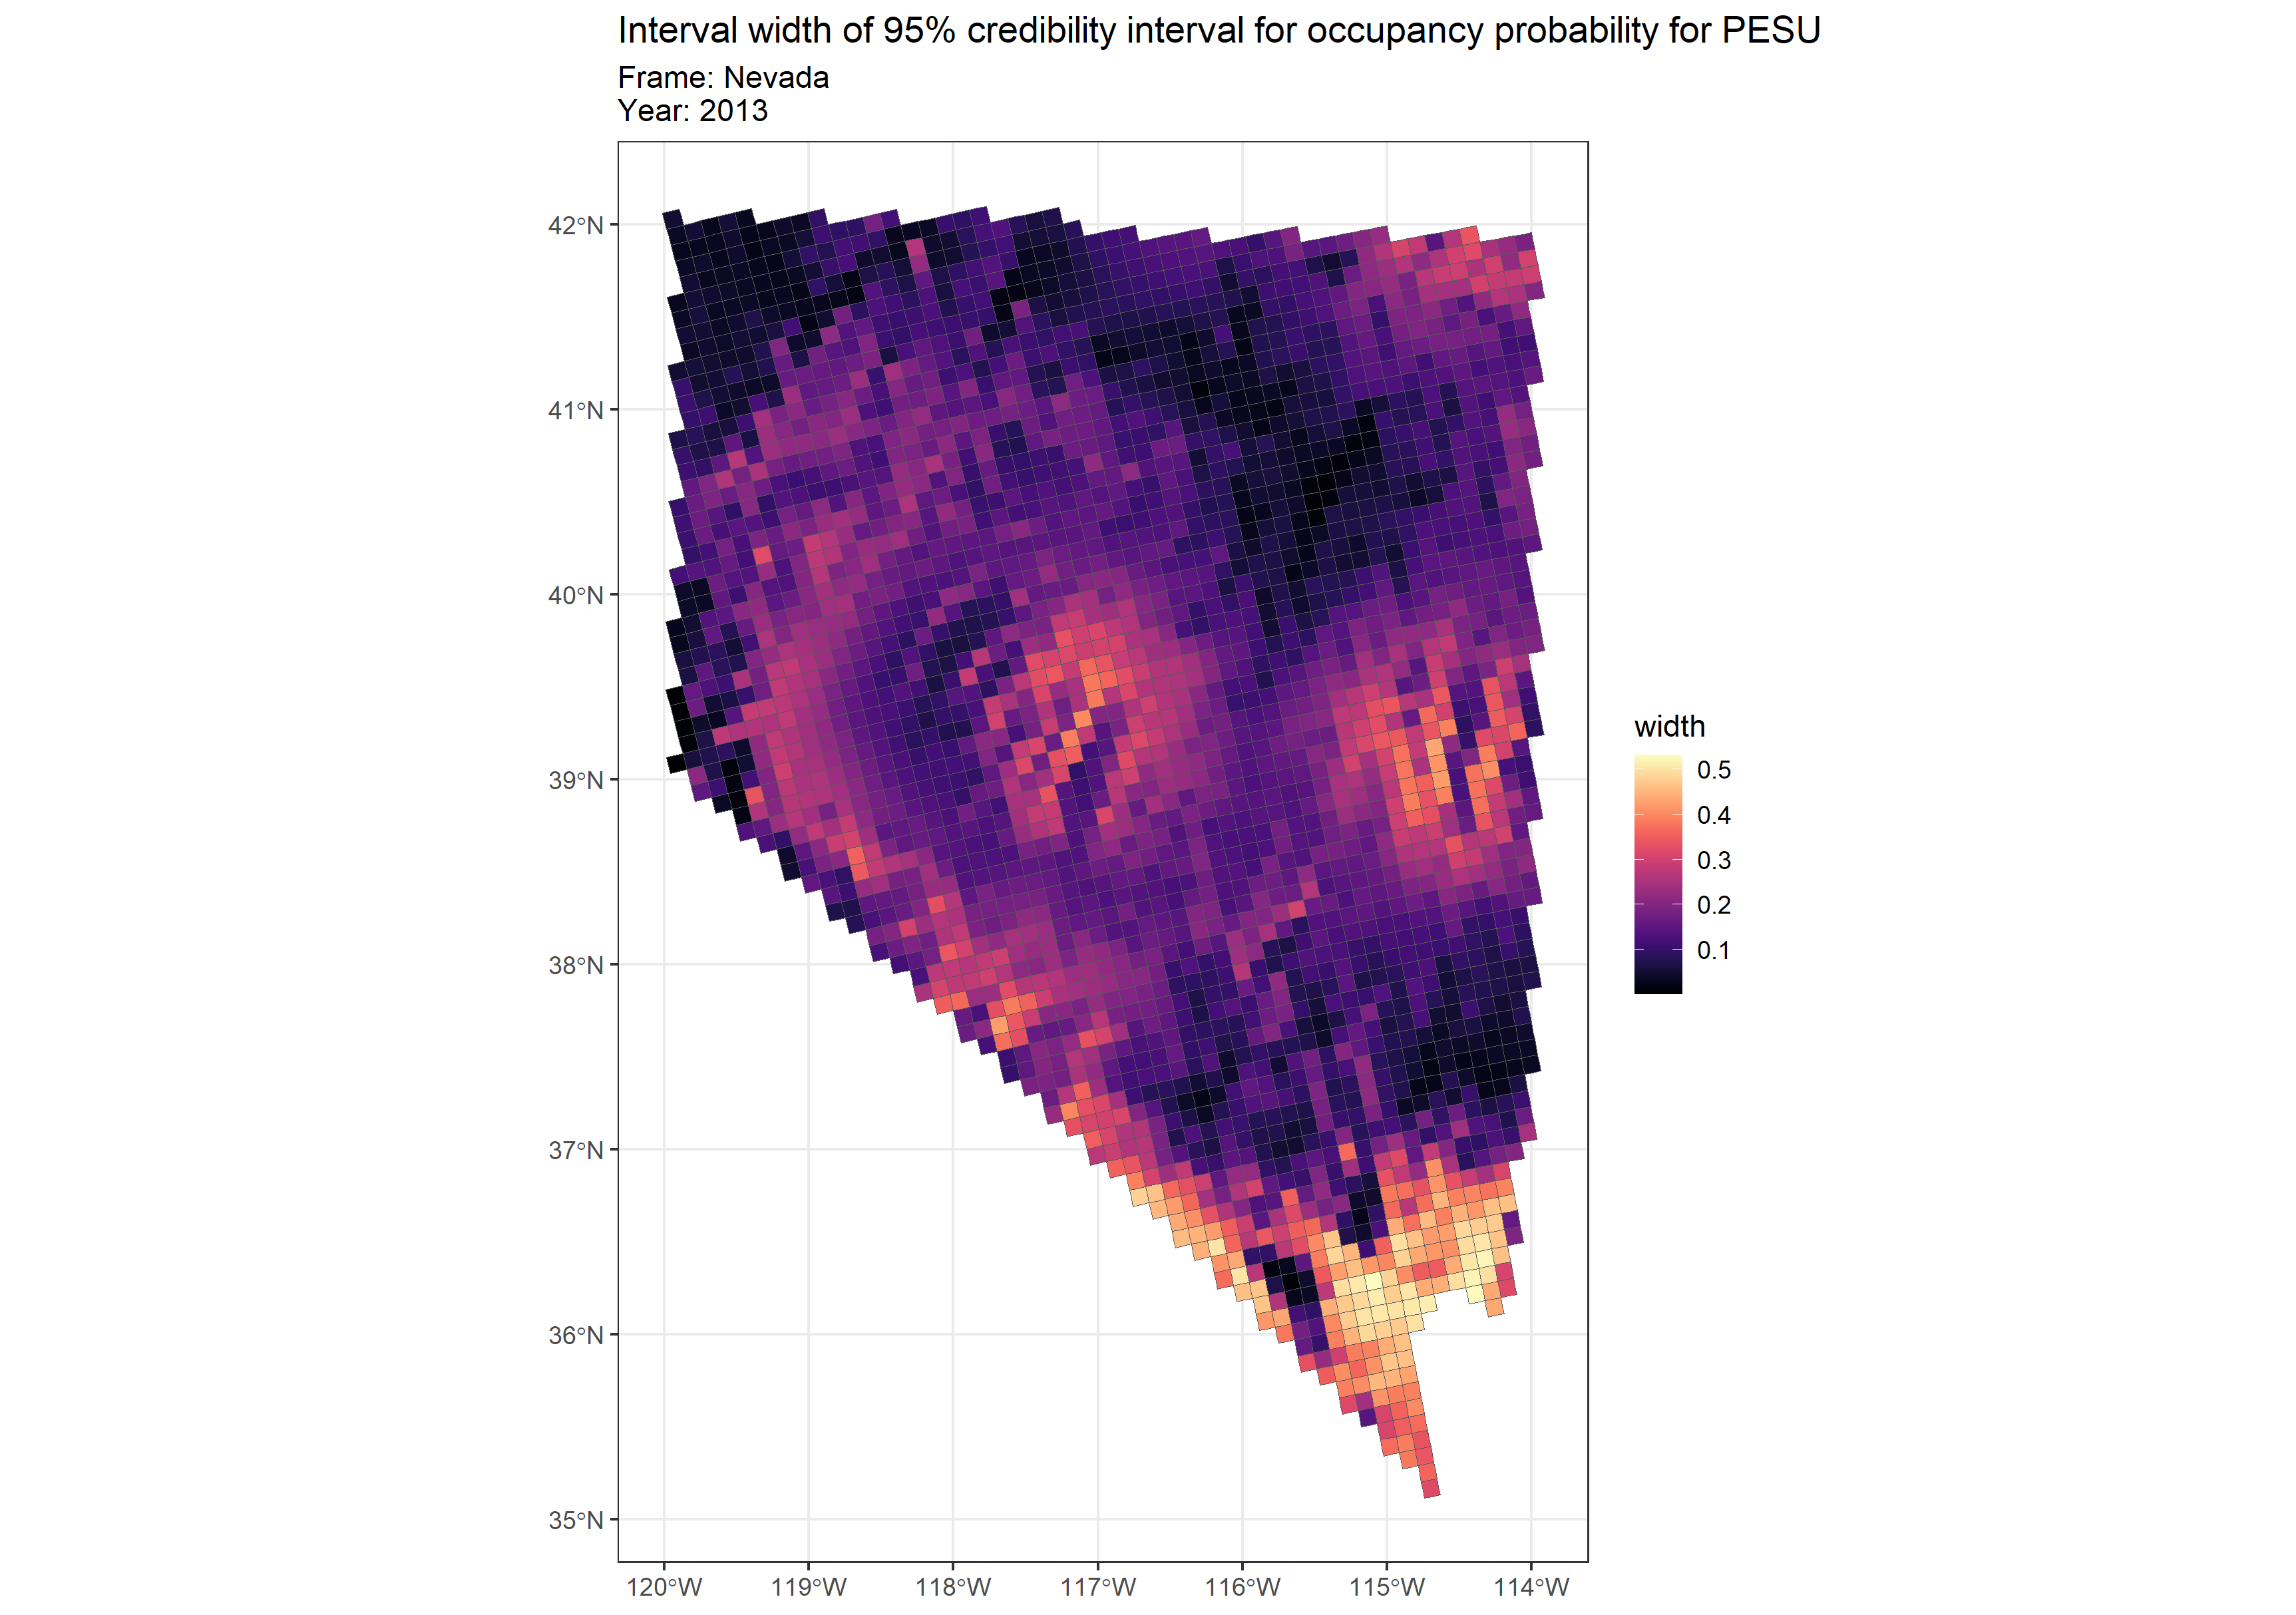 Interval width of 95% credibility interval for occupancy probability for PESU
Frame: Nevada
Year: 2013
42°N
41°N
40°N
39°N
38°N
37°N
36°N
35°N
120°W 119°W 118°W 117°W 116°W 115°W 114°W
width
0.5
0.4
0.3
0.2
0.1